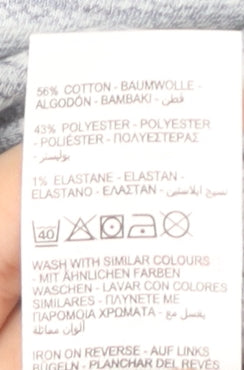 56% COTTON - BAUMWOLLE -
ALGODÓN - ΒΑΜΒΑΚΙ - قطن
43% POLYESTER - POLYESTER
- POLIÉSTER - ΠΟΛΥΕΣΤΕΡΑΣ
- بوليستر
1% ELASTANE - ELASTAN -
ELASTANO - ΕΛΑΣΤΑΝ - نسيج ايلاستين
40
WASH WITH SIMILAR COLOURS
- MIT ÄHNLICHEN FARBEN
WASCHEN - LAVAR CON COLORES
SIMILARES - ΠΛΥΝΕΤΕ ΜΕ
ΠΑΡΟΜΟΙΑ ΧΡΩΜΑΤΑ - يغسل مع
ألوان مماثلة
IRON ON REVERSE - AUF LINKS
BÜGELN - PLANCHAR DEL REVÉS